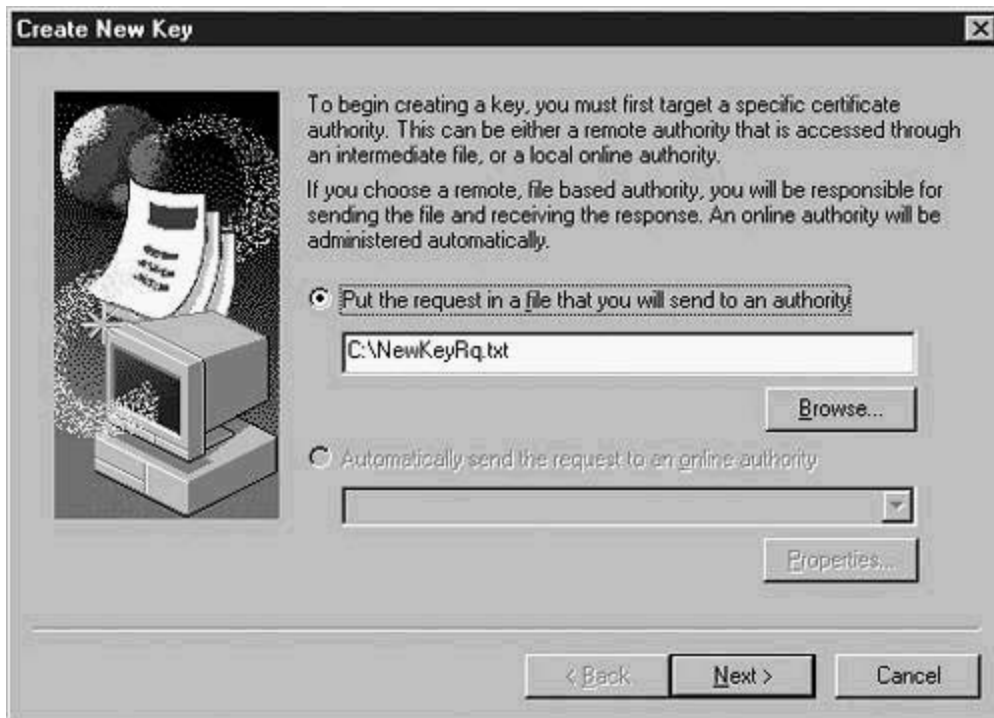 Create New Key
To begin creating a key, you must first target a specific certificate
authority. This can be either a remote authority that is accessed through
an intermediate file, or a local online authority.
If you choose a remote, file based authority, you will be responsible for
sending the file and receiving the response. An online authority will be
administered automatically.
Put the request in a file that you will send to an authority
C:\NewKeyRq.txt
Browse...
Automatically send the request to an online authority
Properties...
< Back
Next >
Cancel